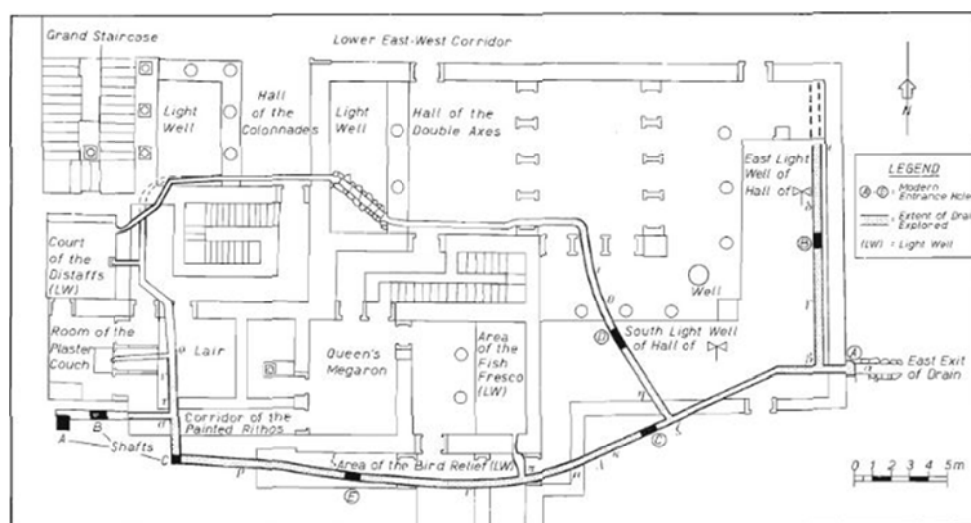 Grand Staircase
Lower East-West Corridor
Light
Well
Hall
of the
Colonnades
Light
Well
Hall of the
Double Axes
N
East Light
Well of
Hall of
LEGEND
A - E : Modern
Entrance Hole
Extent of Drain
Explored
(LW) : Light Well
B
Court
of the
Distaffs
(LW)
Well
Room of the
Plaster
Couch
Lair
Queen's
Megaron
Area
of the
Fish
Fresco
(LW)
D
South Light Well
of Hall of
A
East Exit
of Drain
Corridor of the
Painted Pithos
A
B
Shafts
C
Area of the Bird Relief (LW)
C
E
0 1 2 3 4 5m